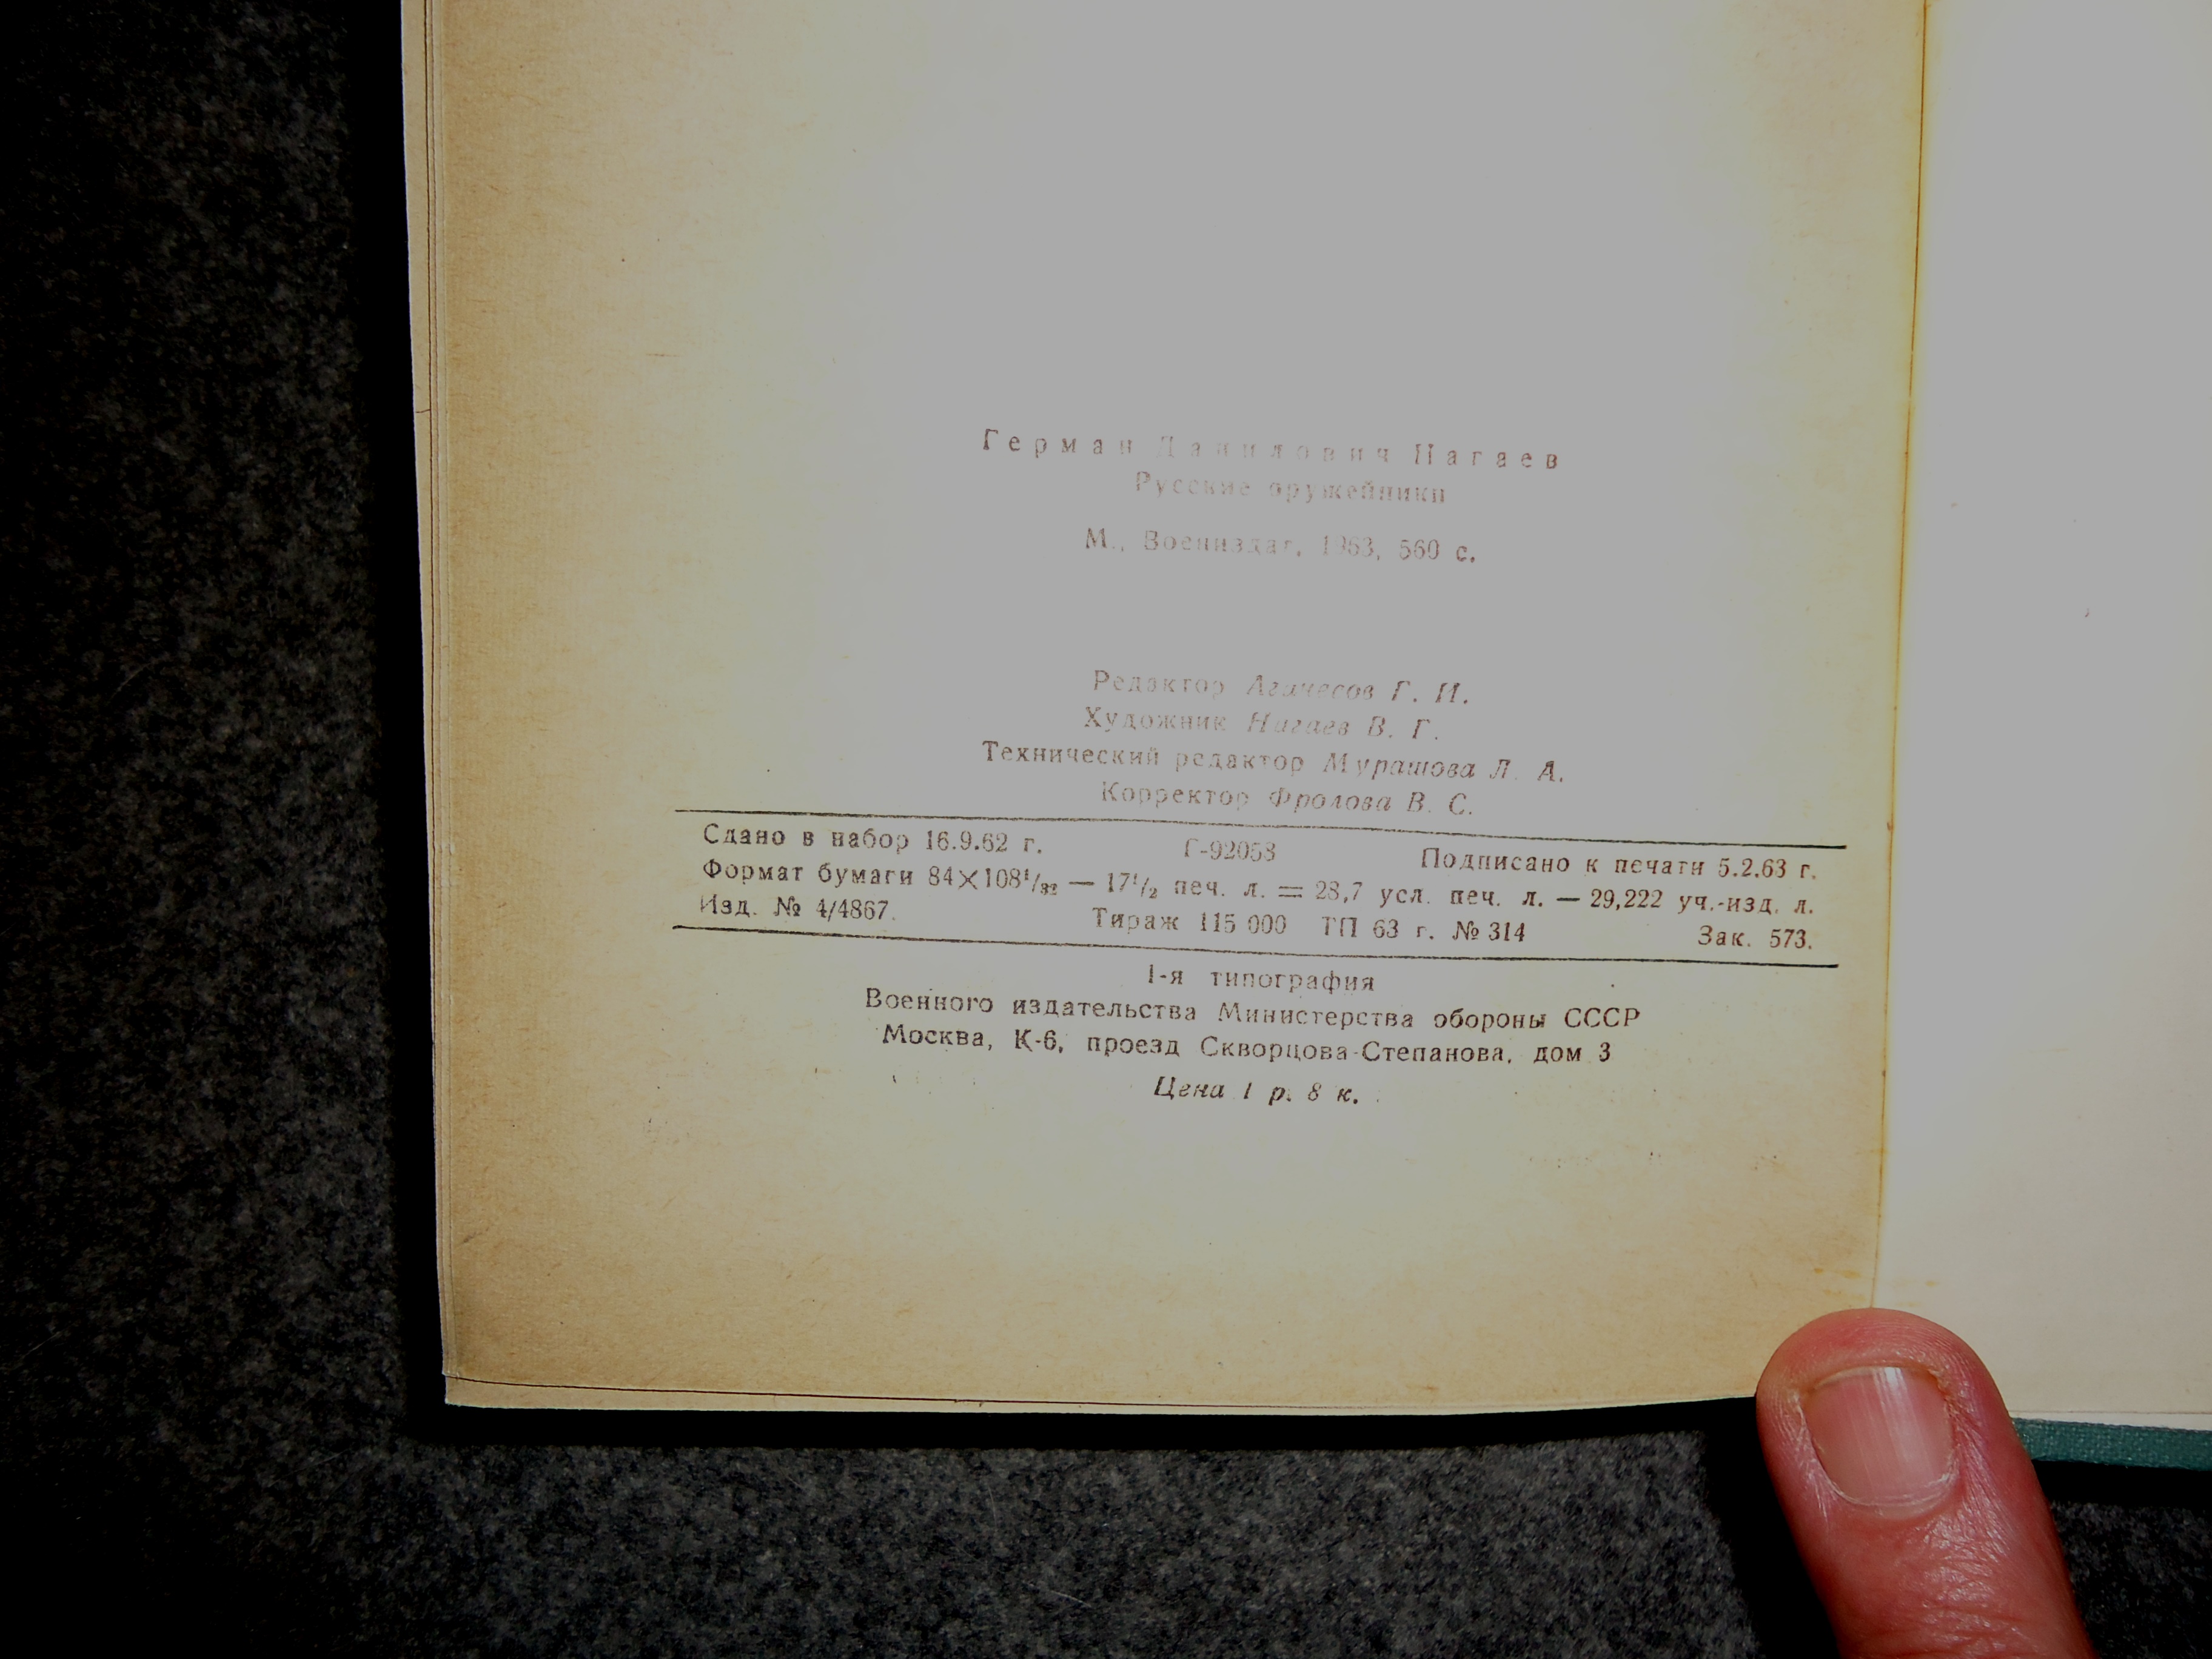 Герман Данилович Нагаев
Русские оружейники
М., Воениздат, 1963, 560 с.
Редактор Г. И.
Художник Нагаев В. Г.
Технический редактор Мурашова Л. А.
Корректор Фролова В. С.
Сдано в набор 16.9.62 г. Г-92058 Подписано к печати 5.2.63 г.
Формат бумаги 84×108¹/₃₂ — 17¹/₂ печ. л. = 28,7 усл. печ. л. — 29,222 уч.-изд. л.
Изд. № 4/4867. Тираж 115 000 ТП 63 г. № 314 Зак. 573.
1-я типография
Военного издательства Министерства обороны СССР
Москва, К-6, проезд Скворцова-Степанова, дом 3
Цена 1 р. 8 к.